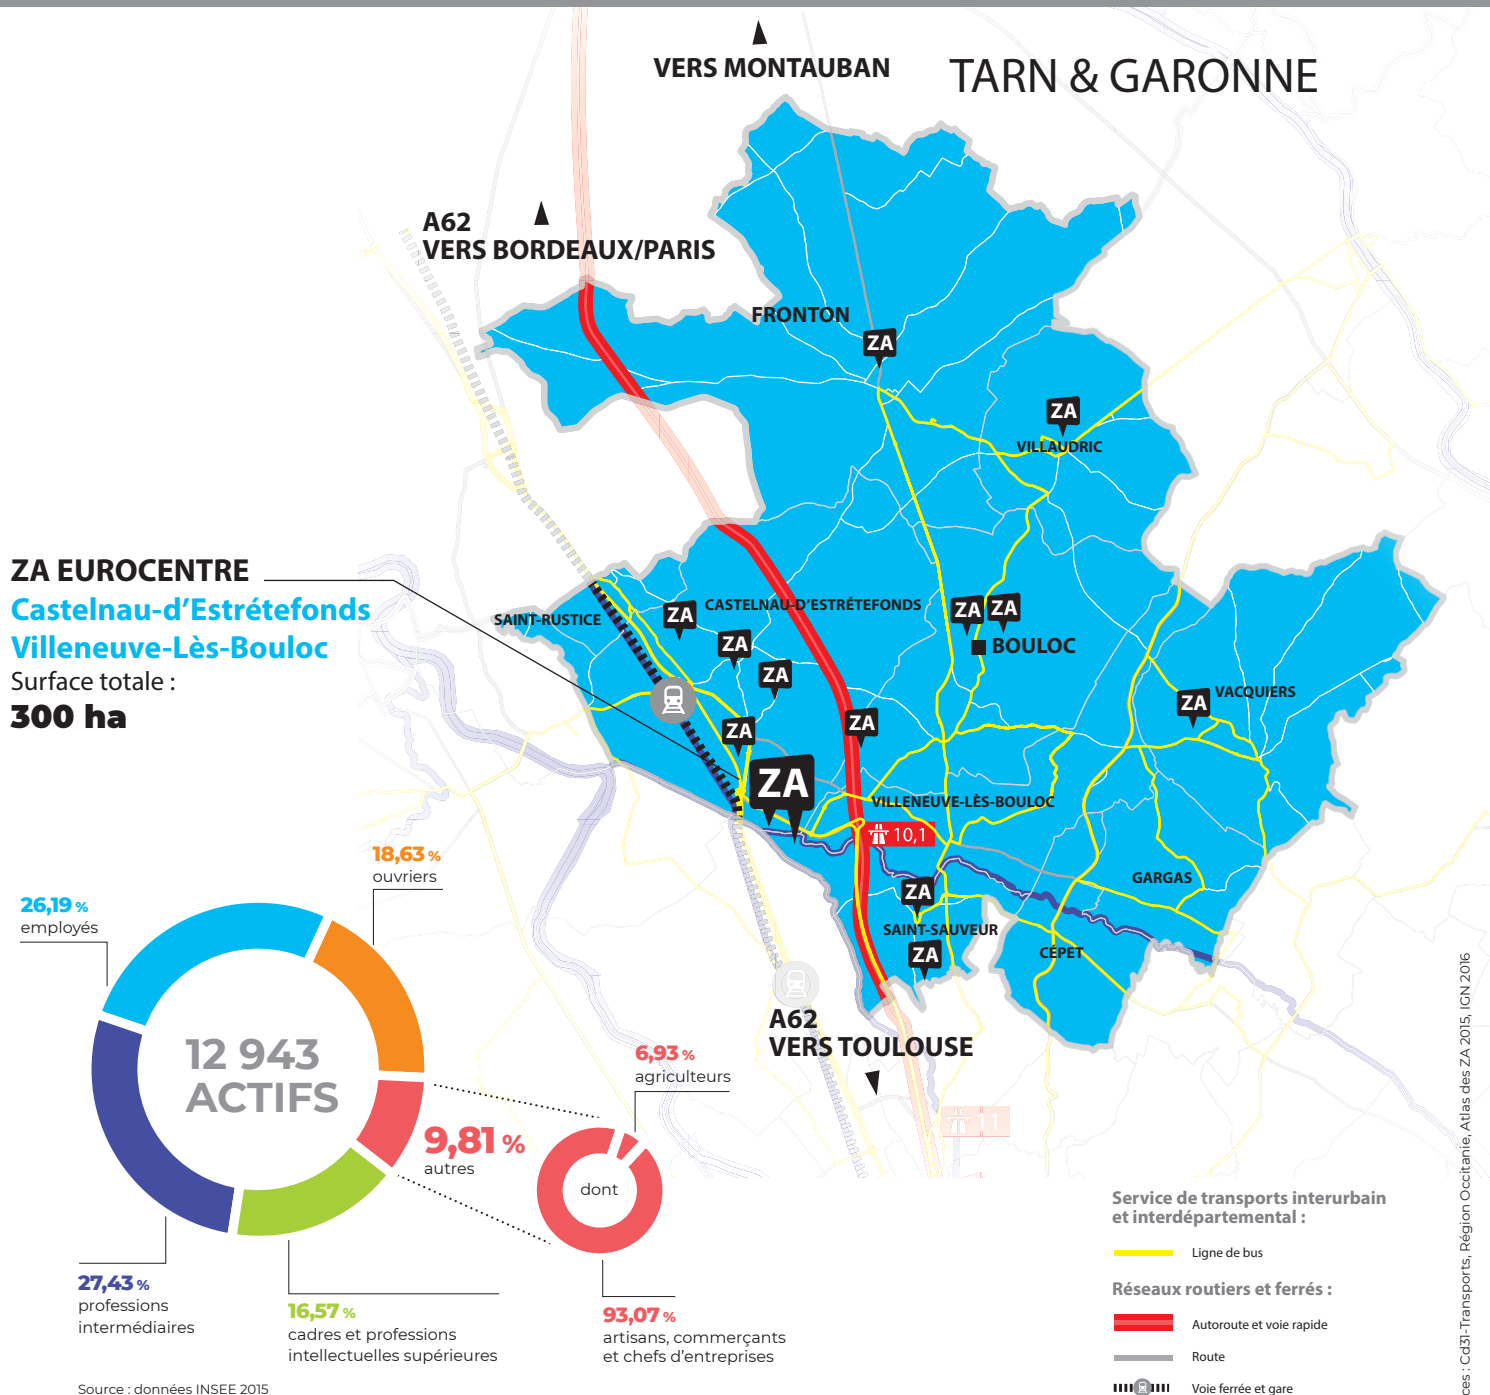 VERS MONTAUBAN
TARN & GARONNE
A62
VERS BORDEAUX/PARIS
FRONTON
ZA
ZA
VILLAUDRIC
ZA EUROCENTRE
Castelnau-d'Estrétefonds
Villeneuve-Lès-Bouloc
Surface totale :
300 ha
SAINT-RUSTICE
ZA
CASTELNAU-D'ESTRÉTEFONDS
ZA
ZA
ZA
ZA
BOULOC
ZA
VACQUIERS
ZA
ZA
ZA
ZA
VILLENEUVE-LÈS-BOULOC
10,1
GARGAS
ZA
SAINT-SAUVEUR
ZA
CÉPET
A62
VERS TOULOUSE
11
18,63 %
ouvriers
26,19 %
employés
12 943
ACTIFS
6,93 %
agriculteurs
9,81 %
autres
dont
27,43 %
professions
intermédiaires
16,57 %
cadres et professions
intellectuelles supérieures
93,07 %
artisans, commerçants
et chefs d'entreprises
Source : données INSEE 2015
Service de transports interurbain
et interdépartemental :
Ligne de bus
Réseaux routiers et ferrés :
Autoroute et voie rapide
Route
Voie ferrée et gare
ces : Cd31-Transports, Région Occitanie, Atlas des ZA 2015, IGN 2016